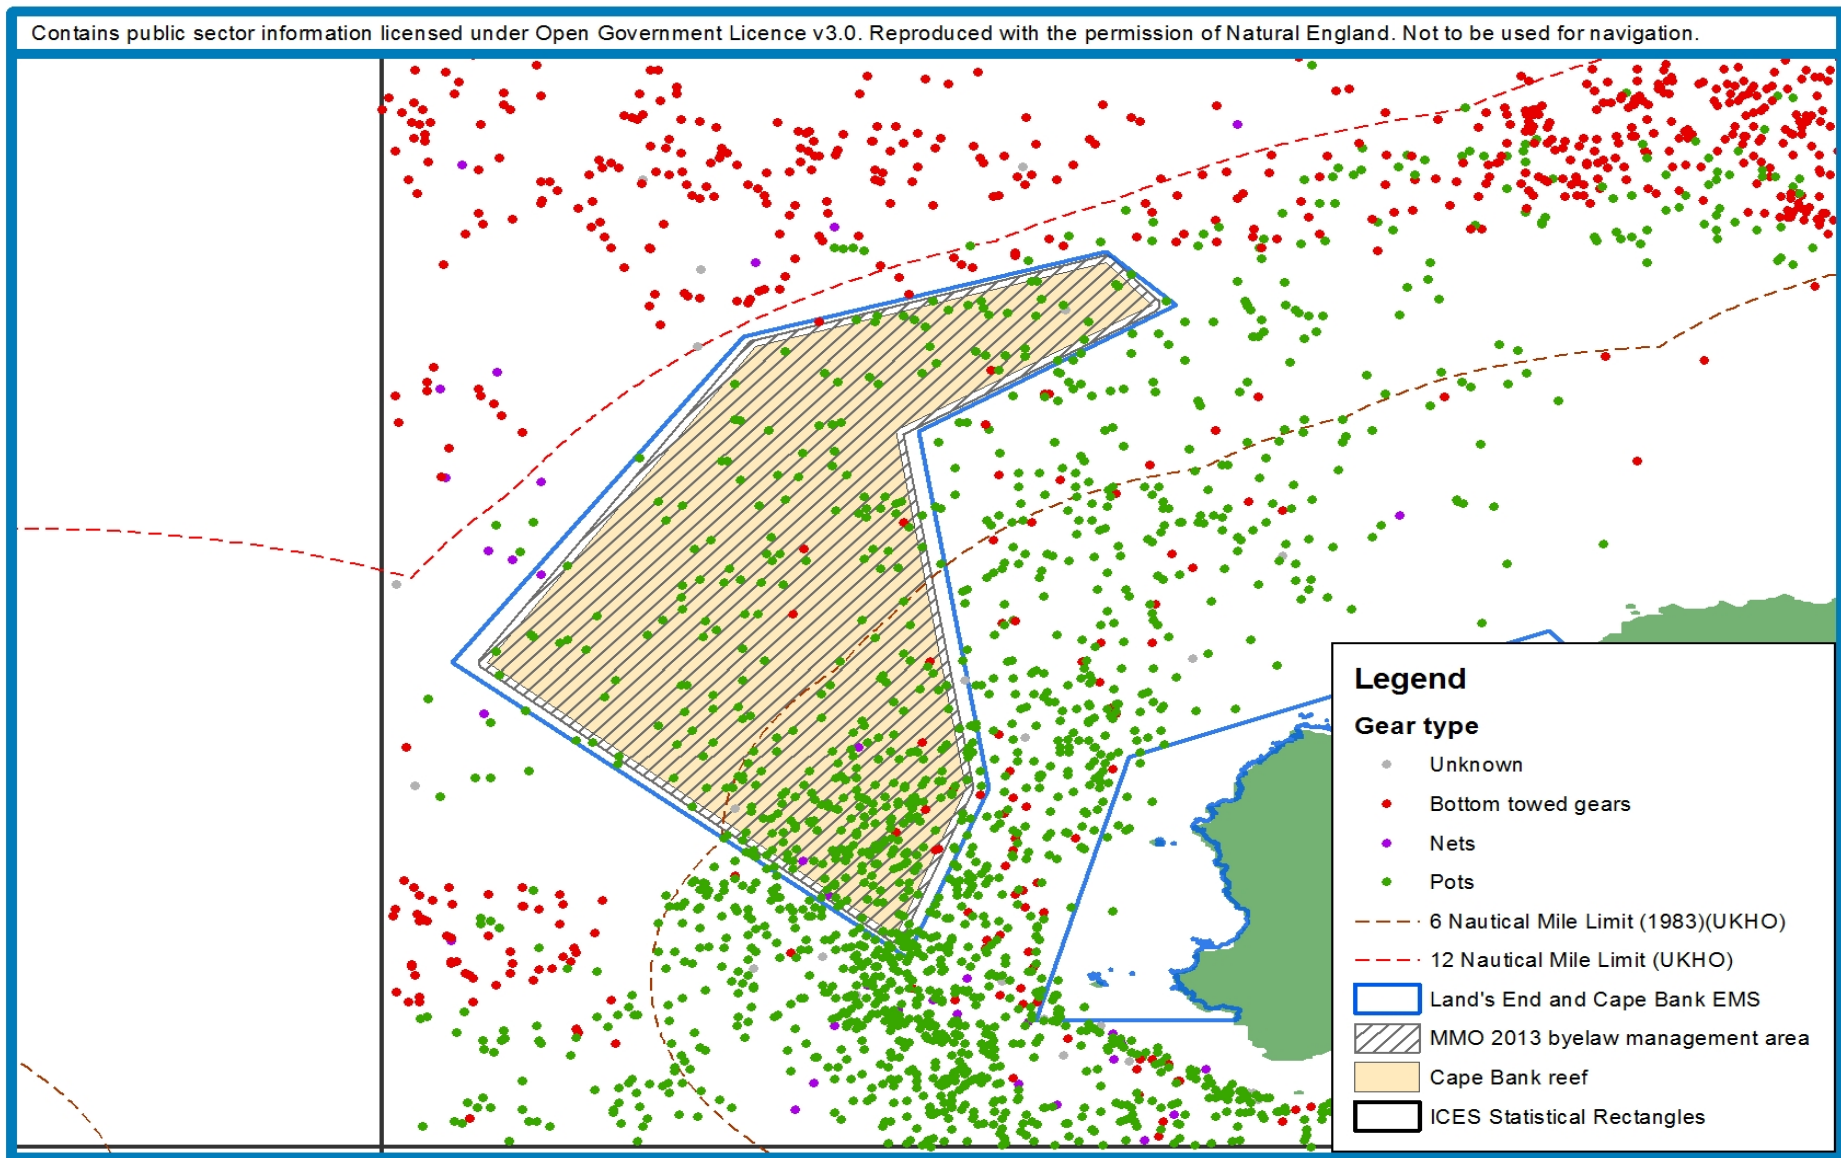 Contains public sector information licensed under Open Government Licence v3.0. Reproduced with the permission of Natural England. Not to be used for navigation.
Legend
Gear type
Unknown
Bottom towed gears
Nets
Pots
6 Nautical Mile Limit (1983)(UKHO)
12 Nautical Mile Limit (UKHO)
Land's End and Cape Bank EMS
MMO 2013 byelaw management area
Cape Bank reef
ICES Statistical Rectangles